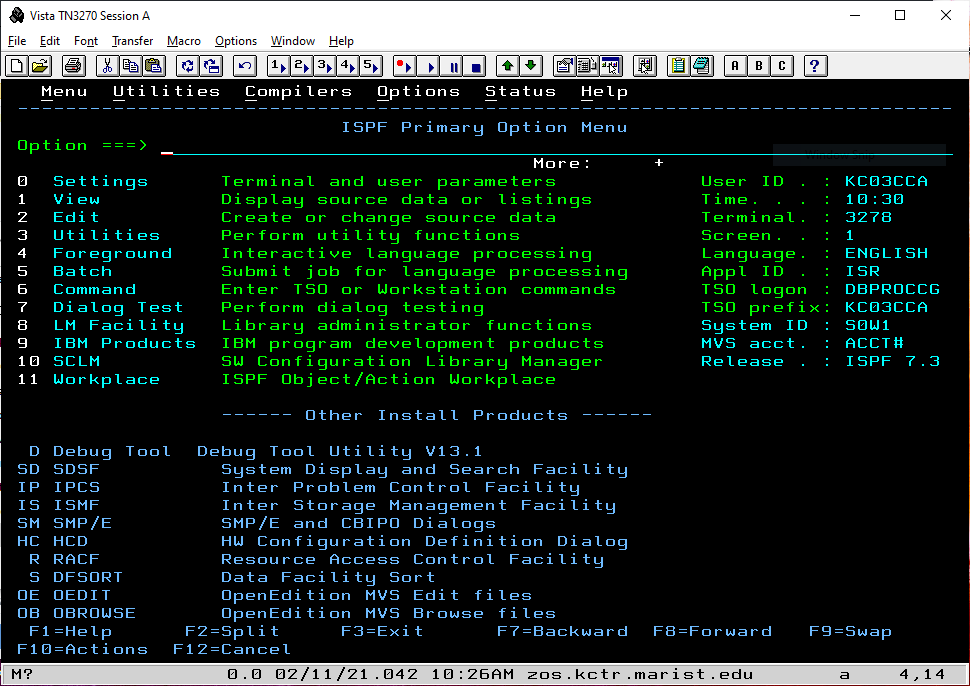 Vista TN3270 Session A
File Edit Font Transfer Macro Options Window Help
1 2 3 4 5 A B C ?
Menu Utilities Compilers Options Status Help
------------------------------------------------------------------------------
ISPF Primary Option Menu
Option ===>
More: +
0 Settings Terminal and user parameters User ID . : KC03CCA
1 View Display source data or listings Time. . . : 10:30
2 Edit Create or change source data Terminal. : 3278
3 Utilities Perform utility functions Screen. . : 1
4 Foreground Interactive language processing Language. : ENGLISH
5 Batch Submit job for language processing Appl ID . : ISR
6 Command Enter TSO or Workstation commands TSO logon : DBPROCCG
7 Dialog Test Perform dialog testing TSO prefix: KC03CCA
8 LM Facility Library administrator functions System ID : S0W1
9 IBM Products IBM program development products MVS acct. : ACCT#
10 SCLM SW Configuration Library Manager Release . : ISPF 7.3
11 Workplace ISPF Object/Action Workplace
------ Other Install Products ------
D Debug Tool Debug Tool Utility V13.1
SD SDSF System Display and Search Facility
IP IPCS Inter Problem Control Facility
IS ISMF Inter Storage Management Facility
SM SMP/E SMP/E and CBIPO Dialogs
HC HCD HW Configuration Definition Dialog
R RACF Resource Access Control Facility
S DFSORT Data Facility Sort
OE OEDIT OpenEdition MVS Edit files
OB OBROWSE OpenEdition MVS Browse files
F1=Help F2=Split F3=Exit F7=Backward F8=Forward F9=Swap
F10=Actions F12=Cancel
M? 0.0 02/11/21.042 10:26AM zos.kctr.marist.edu a 4,14